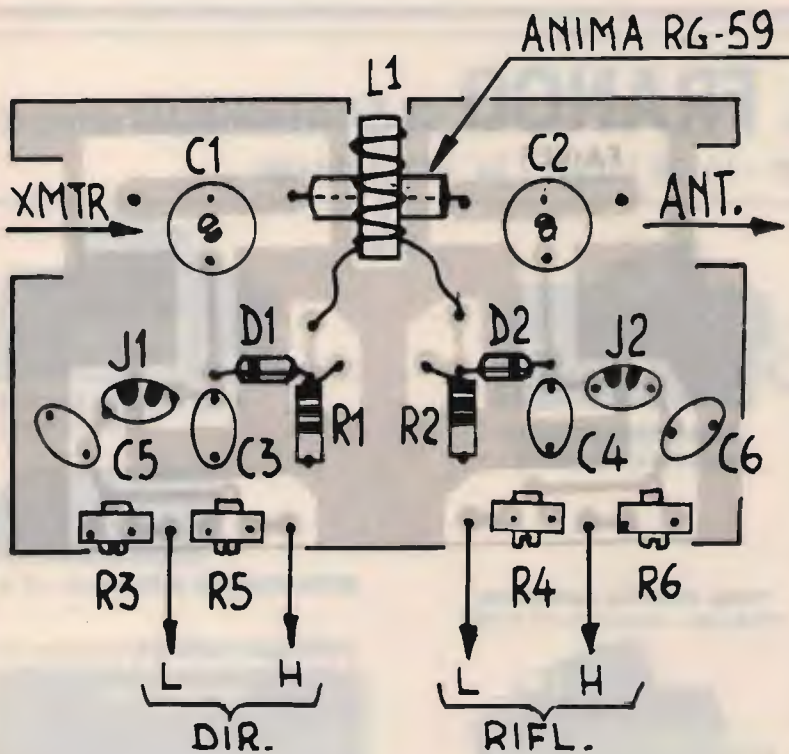 ANIMA RG-59
L1
C1
C2
XMTR
ANT.
D1
D2
J1
J2
R1
R2
C5
C3
C4
C6
R3
R5
R4
R6
L
H
L
H
DIR.
RIFL.